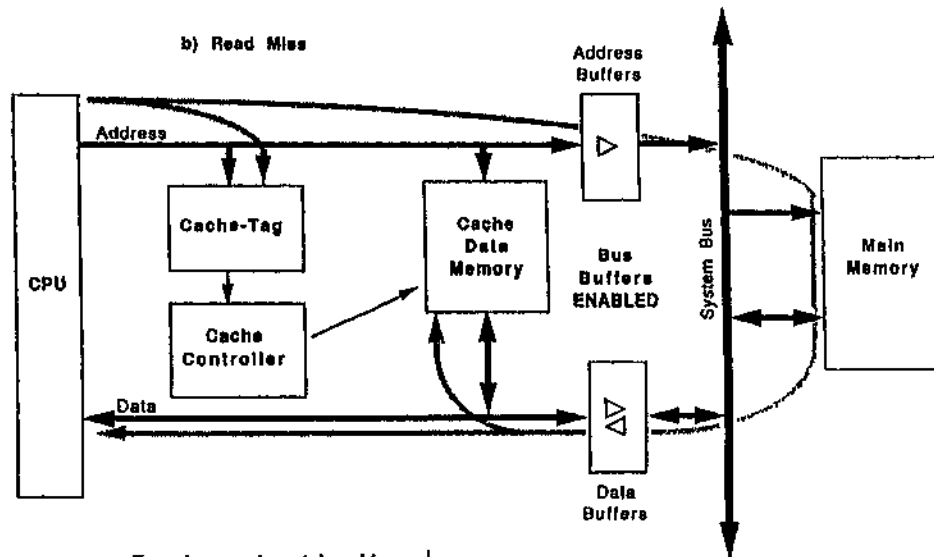 b) Read Miss
Address
Buffers
Address
Cache-Tag
Cache
Data
Memory
Bus
Buffers
ENABLED
System Bus
Main
Memory
CPU
Cache
Controller
Data
Data
Buffers